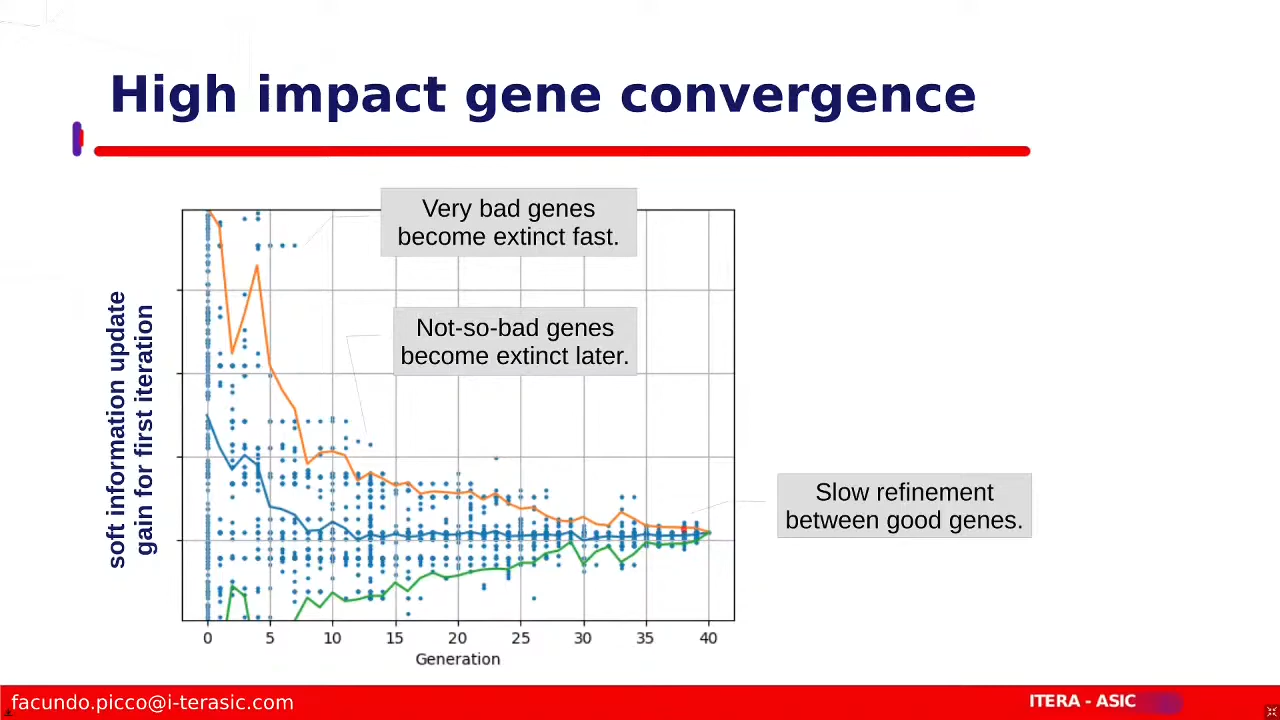 High impact gene convergence
Very bad genes
become extinct fast.
Not-so-bad genes
become extinct later.
soft information update
gain for first iteration
Slow refinement
between good genes.
0 5 10 15 20 25 30 35 40
Generation
facundo.picco@i-terasic.com
ITERA - ASIC